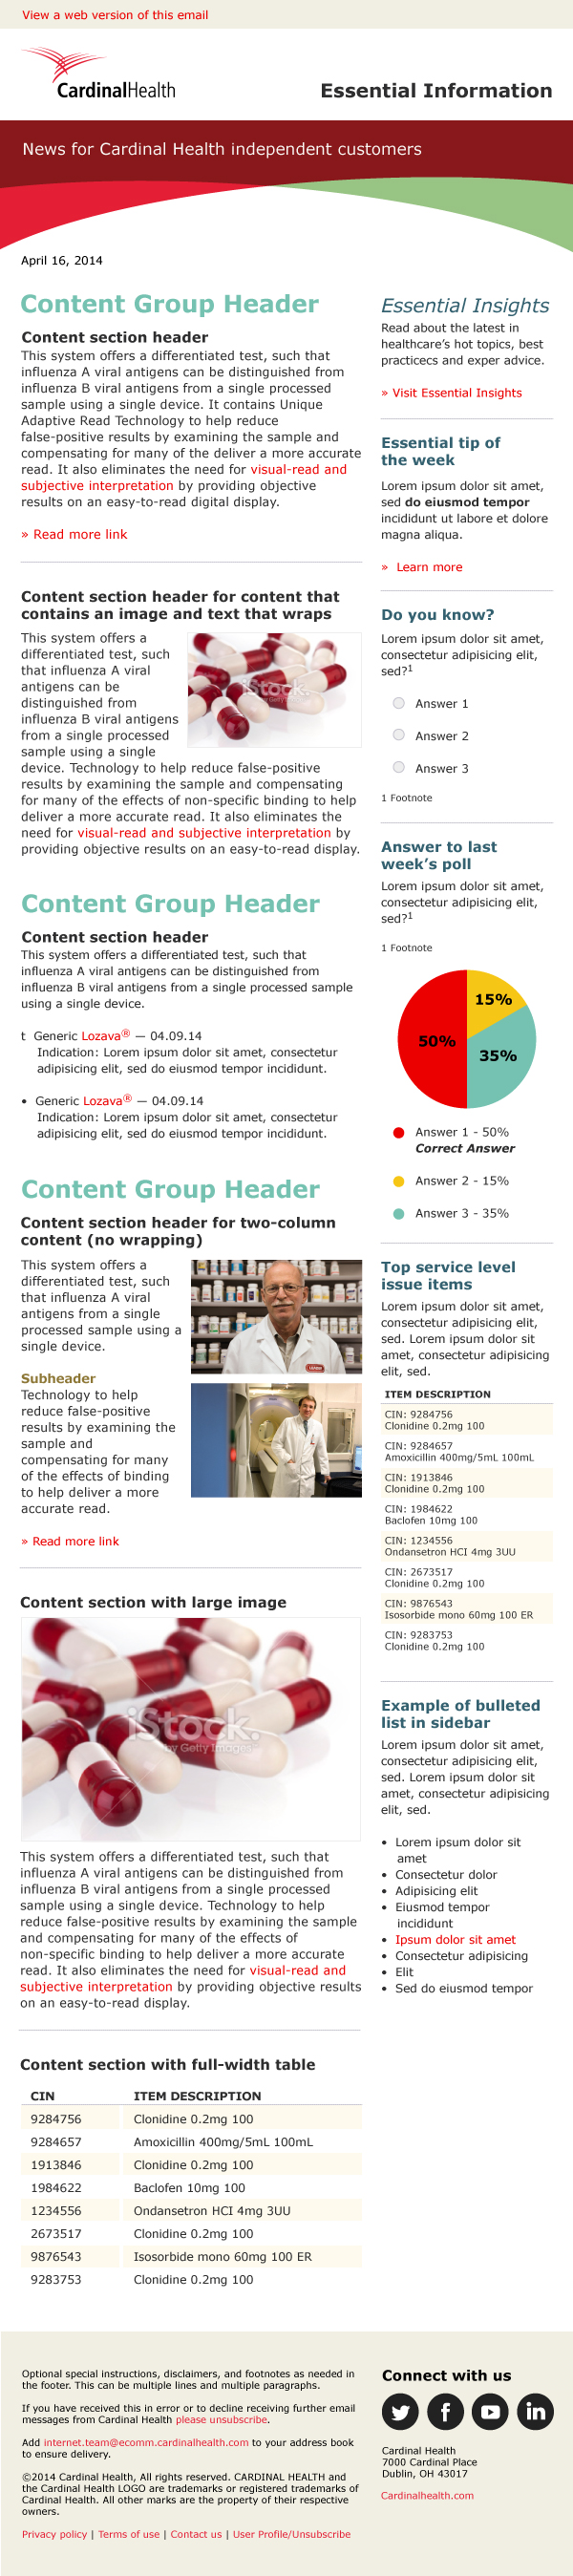 View a web version of this email
CardinalHealth
Essential Information
News for Cardinal Health independent customers
April 16, 2014
Content Group Header
Content section header
This system offers a differentiated test, such that
influenza A viral antigens can be distinguished from
influenza B viral antigens from a single processed
sample using a single device. It contains Unique
Adaptive Read Technology to help reduce
false-positive results by examining the sample and
compensating for many of the deliver a more accurate
read. It also eliminates the need for visual-read and
subjective interpretation by providing objective
results on an easy-to-read digital display.
» Read more link
Content section header for content that
contains an image and text that wraps
This system offers a
differentiated test, such
that influenza A viral
antigens can be
distinguished from
influenza B viral antigens
from a single processed
sample using a single
device. Technology to help reduce false-positive
results by examining the sample and compensating
for many of the effects of non-specific binding to help
deliver a more accurate read. It also eliminates the
need for visual-read and subjective interpretation by
providing objective results on an easy-to-read display.
iStock.
by Getty Images
Content Group Header
Content section header
This system offers a differentiated test, such that
influenza A viral antigens can be distinguished from
influenza B viral antigens from a single processed sample
using a single device.
t Generic Lozava® — 04.09.14
Indication: Lorem ipsum dolor sit amet, consectetur
adipisicing elit, sed do eiusmod tempor incididunt.
• Generic Lozava® — 04.09.14
Indication: Lorem ipsum dolor sit amet, consectetur
adipisicing elit, sed do eiusmod tempor incididunt.
Content Group Header
Content section header for two-column
content (no wrapping)
This system offers a
differentiated test, such
that influenza A viral
antigens from a single
processed sample using a
single device.
Subheader
Technology to help
reduce false-positive
results by examining the
sample and
compensating for many
of the effects of binding
to help deliver a more
accurate read.
» Read more link
Content section with large image
iStock.
by Getty Images
This system offers a differentiated test, such that
influenza A viral antigens can be distinguished from
influenza B viral antigens from a single processed
sample using a single device. Technology to help
reduce false-positive results by examining the sample
and compensating for many of the effects of
non-specific binding to help deliver a more accurate
read. It also eliminates the need for visual-read and
subjective interpretation by providing objective results
on an easy-to-read display.
Content section with full-width table
CIN ITEM DESCRIPTION
9284756 Clonidine 0.2mg 100
9284657 Amoxicillin 400mg/5mL 100mL
1913846 Clonidine 0.2mg 100
1984622 Baclofen 10mg 100
1234556 Ondansetron HCI 4mg 3UU
2673517 Clonidine 0.2mg 100
9876543 Isosorbide mono 60mg 100 ER
9283753 Clonidine 0.2mg 100
Essential Insights
Read about the latest in
healthcare's hot topics, best
practicecs and exper advice.
» Visit Essential Insights
Essential tip of
the week
Lorem ipsum dolor sit amet,
sed do eiusmod tempor
incididunt ut labore et dolore
magna aliqua.
» Learn more
Do you know?
Lorem ipsum dolor sit amet,
consectetur adipisicing elit,
sed?1
Answer 1
Answer 2
Answer 3
1 Footnote
Answer to last
week's poll
Lorem ipsum dolor sit amet,
consectetur adipisicing elit,
sed?1
1 Footnote
15%
50%
35%
Answer 1 - 50%
Correct Answer
Answer 2 - 15%
Answer 3 - 35%
Top service level
issue items
Lorem ipsum dolor sit amet,
consectetur adipisicing elit,
sed. Lorem ipsum dolor sit
amet, consectetur adipisicing
elit, sed.
ITEM DESCRIPTION
CIN: 9284756
Clonidine 0.2mg 100
CIN: 9284657
Amoxicillin 400mg/5mL 100mL
CIN: 1913846
Clonidine 0.2mg 100
CIN: 1984622
Baclofen 10mg 100
CIN: 1234556
Ondansetron HCI 4mg 3UU
CIN: 2673517
Clonidine 0.2mg 100
CIN: 9876543
Isosorbide mono 60mg 100 ER
CIN: 9283753
Clonidine 0.2mg 100
Example of bulleted
list in sidebar
Lorem ipsum dolor sit amet,
consectetur adipisicing elit,
sed. Lorem ipsum dolor sit
amet, consectetur adipisicing
elit, sed.
• Lorem ipsum dolor sit
amet
• Consectetur dolor
• Adipisicing elit
• Eiusmod tempor
incididunt
• Ipsum dolor sit amet
• Consectetur adipisicing
• Elit
• Sed do eiusmod tempor
Optional special instructions, disclaimers, and footnotes as needed in
the footer. This can be multiple lines and multiple paragraphs.
If you have received this in error or to decline receiving further email
messages from Cardinal Health please unsubscribe.
Add internet.team@ecomm.cardinalhealth.com to your address book
to ensure delivery.
©2014 Cardinal Health, All rights reserved. CARDINAL HEALTH and
the Cardinal Health LOGO are trademarks or registered trademarks of
Cardinal Health. All other marks are the property of their respective
owners.
Privacy policy | Terms of use | Contact us | User Profile/Unsubscribe
Connect with us
Cardinal Health
7000 Cardinal Place
Dublin, OH 43017
Cardinalhealth.com